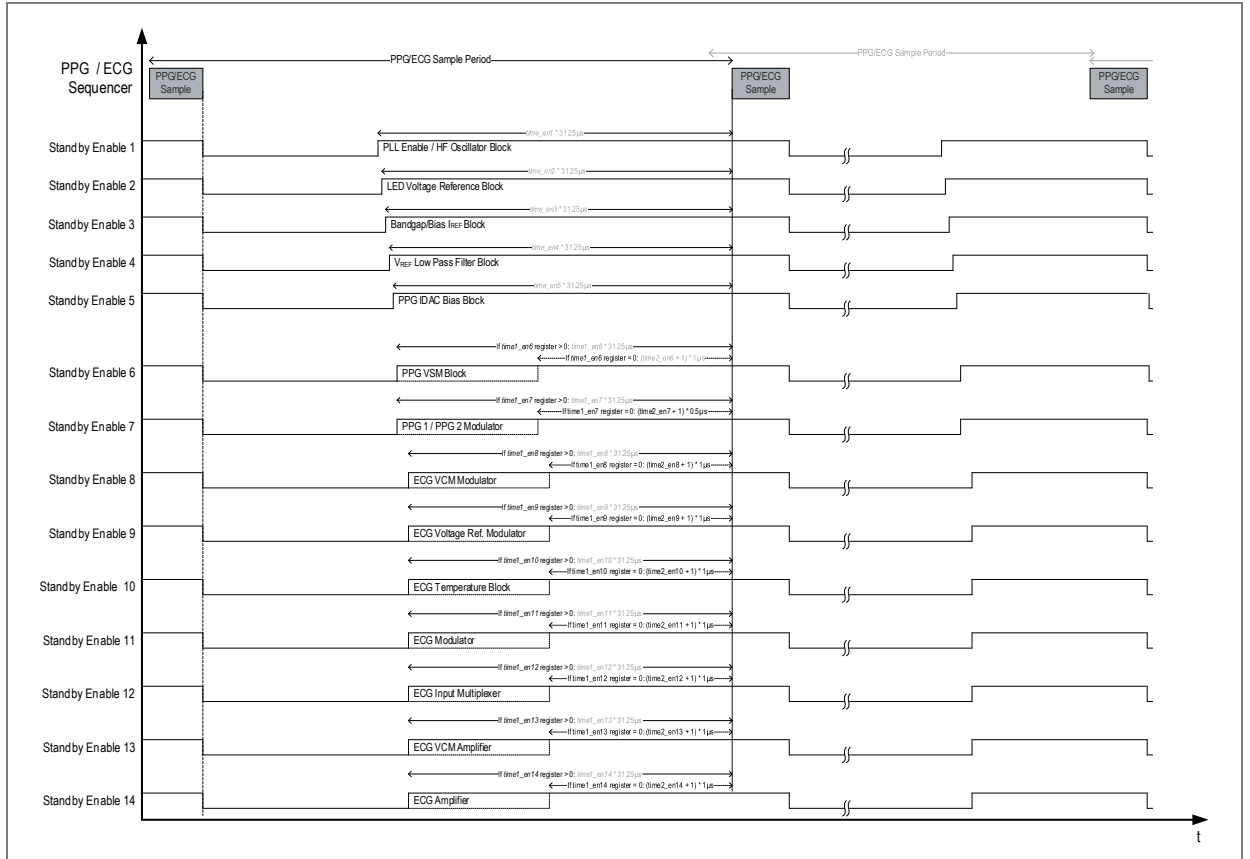 PPG/ECG Sample Period
PPG/ECG Sample Period
PPG / ECG
Sequencer
PPG/ECG
Sample
PPG/ECG
Sample
PPG/ECG
Sample
time_en1 * 31.25µs
Standby Enable 1
PLL Enable / HF Oscillator Block
time_en2 * 31.25µs
Standby Enable 2
LED Voltage Reference Block
time_en3 * 31.25µs
Standby Enable 3
Bandgap/Bias IREF Block
time_en4 * 31.25µs
Standby Enable 4
VREF Low Pass Filter Block
time_en5 * 31.25µs
Standby Enable 5
PPG IDAC Bias Block
If time1_en6 register > 0: time1_en6 * 31.25µs
If time1_en6 register = 0: (time2_en6 + 1) * 1µs
Standby Enable 6
PPG VSM Block
If time1_en7 register > 0: time1_en7 * 31.25µs
If time1_en7 register = 0: (time2_en7 + 1) * 0.5µs
Standby Enable 7
PPG 1 / PPG 2 Modulator
If time1_en8 register > 0: time1_en8 * 31.25µs
If time1_en8 register = 0: (time2_en8 + 1) * 1µs
Standby Enable 8
ECG VCM Modulator
If time1_en9 register > 0: time1_en9 * 31.25µs
If time1_en9 register = 0: (time2_en9 + 1) * 1µs
Standby Enable 9
ECG Voltage Ref. Modulator
If time1_en10 register > 0: time1_en10 * 31.25µs
If time1_en10 register = 0: (time2_en10 + 1) * 1µs
Standby Enable 10
ECG Temperature Block
If time1_en11 register > 0: time1_en11 * 31.25µs
If time1_en11 register = 0: (time2_en11 + 1) * 1µs
Standby Enable 11
ECG Modulator
If time1_en12 register > 0: time1_en12 * 31.25µs
If time1_en12 register = 0: (time2_en12 + 1) * 1µs
Standby Enable 12
ECG Input Multiplexer
If time1_en13 register > 0: time1_en13 * 31.25µs
If time1_en13 register = 0: (time2_en13 + 1) * 1µs
Standby Enable 13
ECG VCM Amplifier
If time1_en14 register > 0: time1_en14 * 31.25µs
If time1_en14 register = 0: (time2_en14 + 1) * 1µs
Standby Enable 14
ECG Amplifier
t